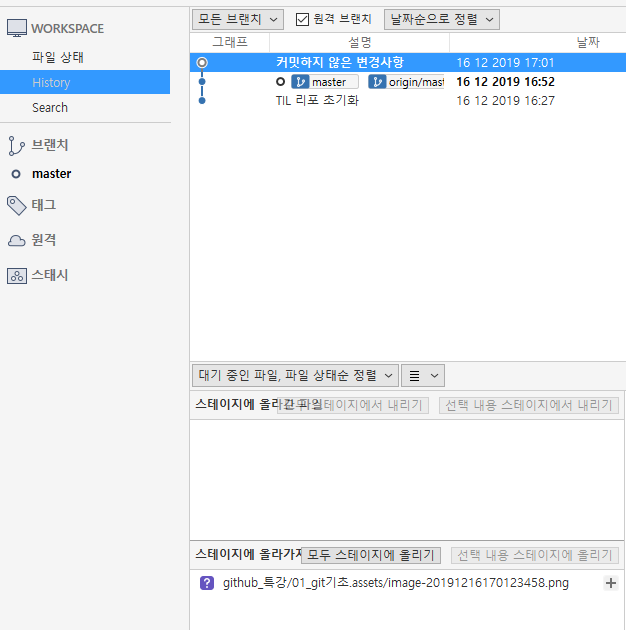 WORKSPACE
파일 상태
History
Search
브랜치
master
태그
원격
스태시
모든 브랜치 원격 브랜치 날짜순으로 정렬
그래프 설명 날짜
커밋하지 않은 변경사항 16 12 2019 17:01
master origin/mast 16 12 2019 16:52
TIL 리포 초기화 16 12 2019 16:27
대기 중인 파일, 파일 상태순 정렬
스테이지에 올라간 파일 스테이지에서 내리기 선택 내용 스테이지에서 내리기
스테이지에 올라가지 모두 스테이지에 올리기 선택 내용 스테이지에 올리기
? github_특강/01_git기초.assets/image-20191216170123458.png +